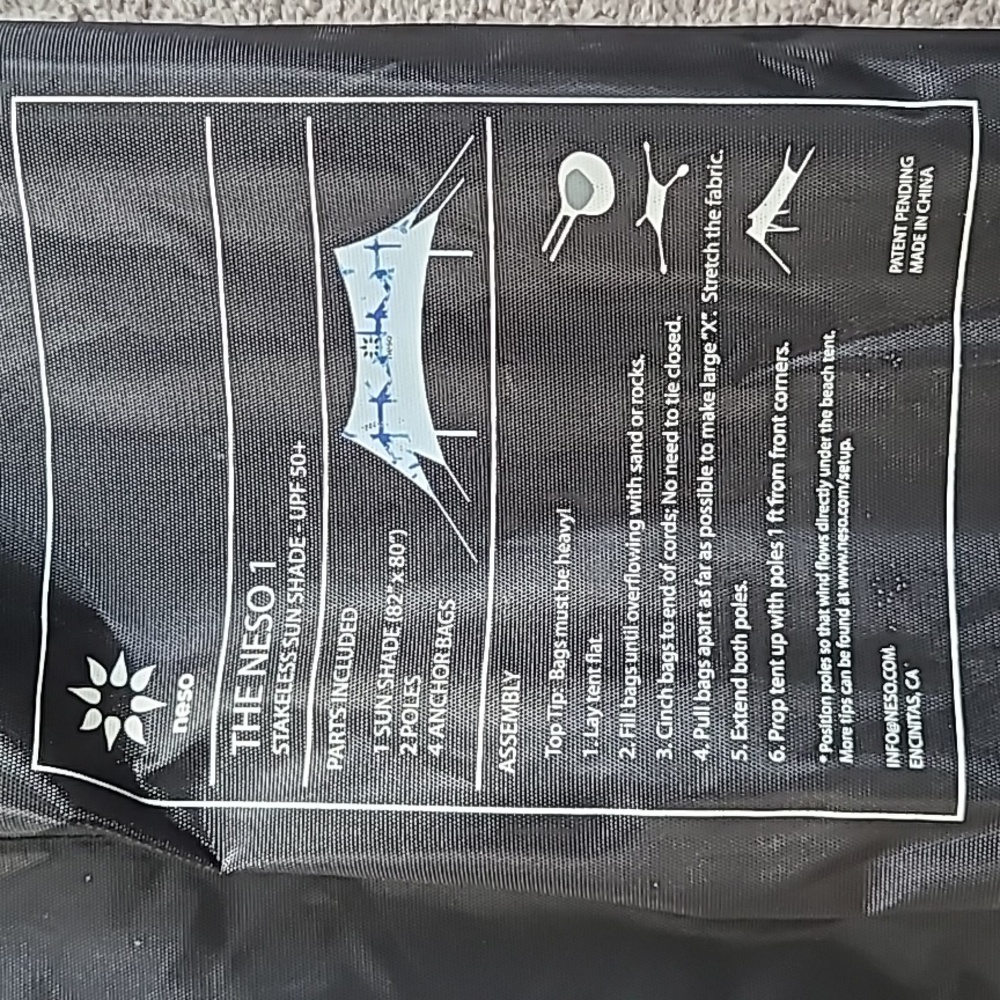 neso
THE NESO 1
STAKELESS SUN SHADE - UPF 50+
PARTS INCLUDED
1 SUN SHADE (82" x 80")
2 POLES
4 ANCHOR BAGS
neso
ASSEMBLY
Top Tip: Bags must be heavy!
1. Lay tent flat.
2. Fill bags until overflowing with sand or rocks.
3. Cinch bags to end of cords; No need to tie closed.
4. Pull bags apart as far as possible to make large "X". Stretch the fabric.
5. Extend both poles.
6. Prop tent up with poles 1 ft from front corners.
* Position poles so that wind flows directly under the beach tent.
More tips can be found at www.neso.com/setup.
INFO@NESO.COM
ENCINITAS, CA
PATENT PENDING
MADE IN CHINA